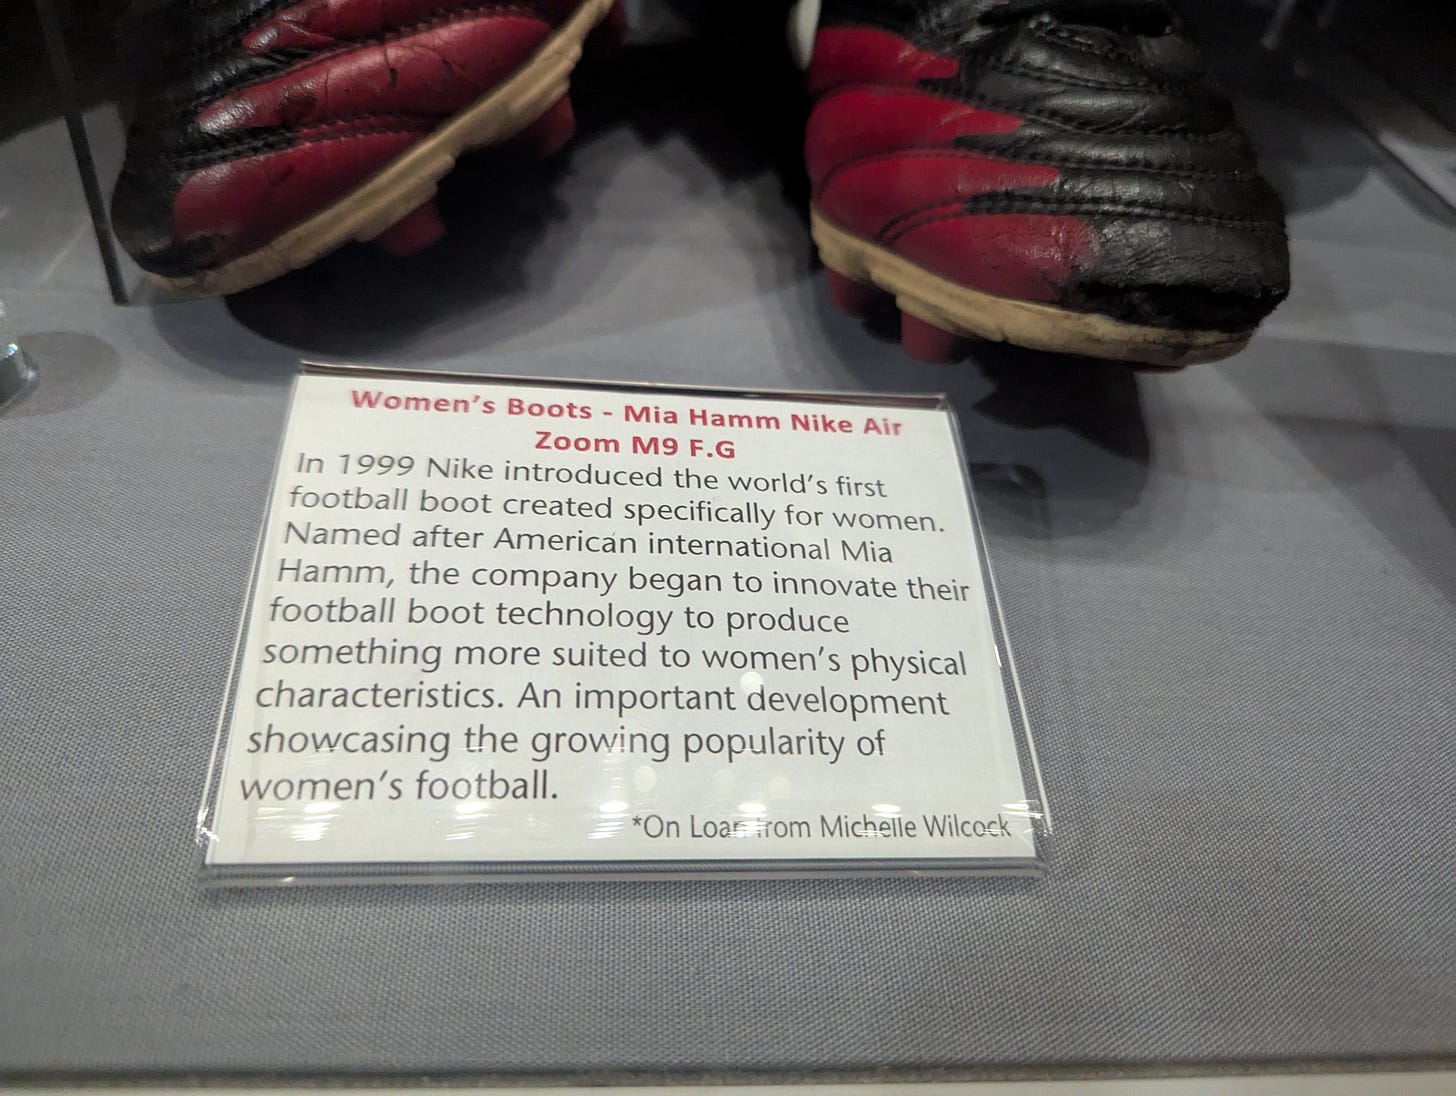 Women's Boots - Mia Hamm Nike Air
Zoom M9 F.G
In 1999 Nike introduced the world's first
football boot created specifically for women.
Named after American international Mia
Hamm, the company began to innovate their
football boot technology to produce
something more suited to women's physical
characteristics. An important development
showcasing the growing popularity of
women's football.
*On Loan from Michelle Wilcock